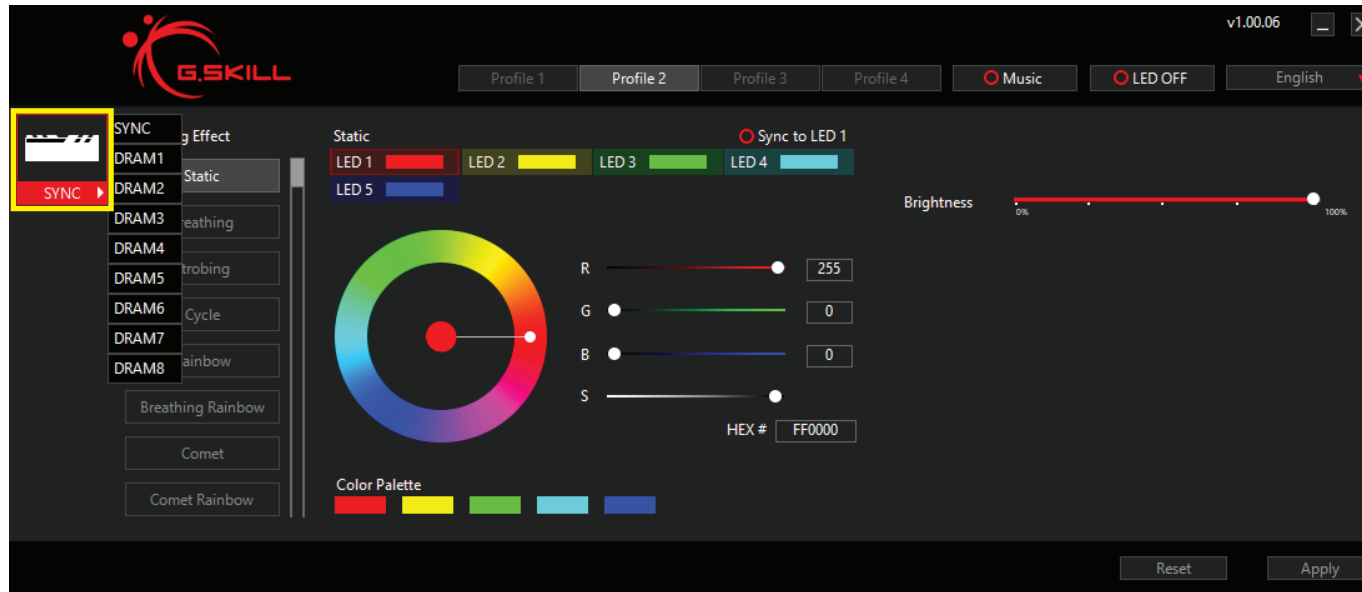 v1.00.06
G.SKILL
Profile 1 Profile 2 Profile 3 Profile 4 Music LED OFF English
SYNC
DRAM1
DRAM2
DRAM3
DRAM4
DRAM5
DRAM6
DRAM7
DRAM8
SYNC
g Effect
Static
reathing
trobing
Cycle
ainbow
Breathing Rainbow
Comet
Comet Rainbow
Static Sync to LED 1
LED 1 LED 2 LED 3 LED 4
LED 5
R 255
G 0
B 0
S
HEX # FF0000
Color Palette
Brightness 0% 100%
Reset Apply